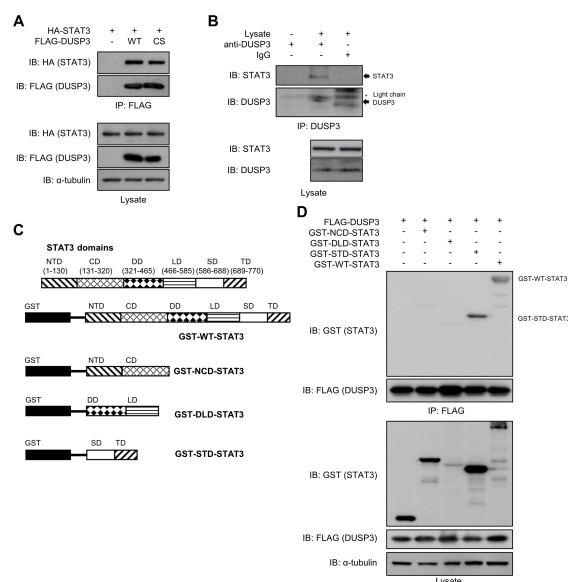 A
HA-STAT3 + + +
FLAG-DUSP3 - WT CS
IB: HA (STAT3)
IB: FLAG (DUSP3)
IP: FLAG
IB: HA (STAT3)
IB: FLAG (DUSP3)
IB: α-tubulin
Lysate
B
Lysate - + +
anti-DUSP3 + + -
IgG - - +
IB: STAT3
STAT3
IB: DUSP3
Light chain
DUSP3
IP: DUSP3
IB: STAT3
IB: DUSP3
Lysate
C
STAT3 domains
NTD CD DD LD SD TD
(1-130) (131-320) (321-465) (466-585) (586-688) (689-770)
GST NTD CD DD LD SD TD
GST-WT-STAT3
GST NTD CD
GST-NCD-STAT3
GST DD LD
GST-DLD-STAT3
GST SD TD
GST-STD-STAT3
D
FLAG-DUSP3 + + + + +
GST-NCD-STAT3 - + - - -
GST-DLD-STAT3 - - + - -
GST-STD-STAT3 - - - + -
GST-WT-STAT3 - - - - +
GST-WT-STAT3
GST-STD-STAT3
IB: GST (STAT3)
IB: FLAG (DUSP3)
IP: FLAG
IB: GST (STAT3)
IB: FLAG (DUSP3)
IB: α-tubulin
Lysate